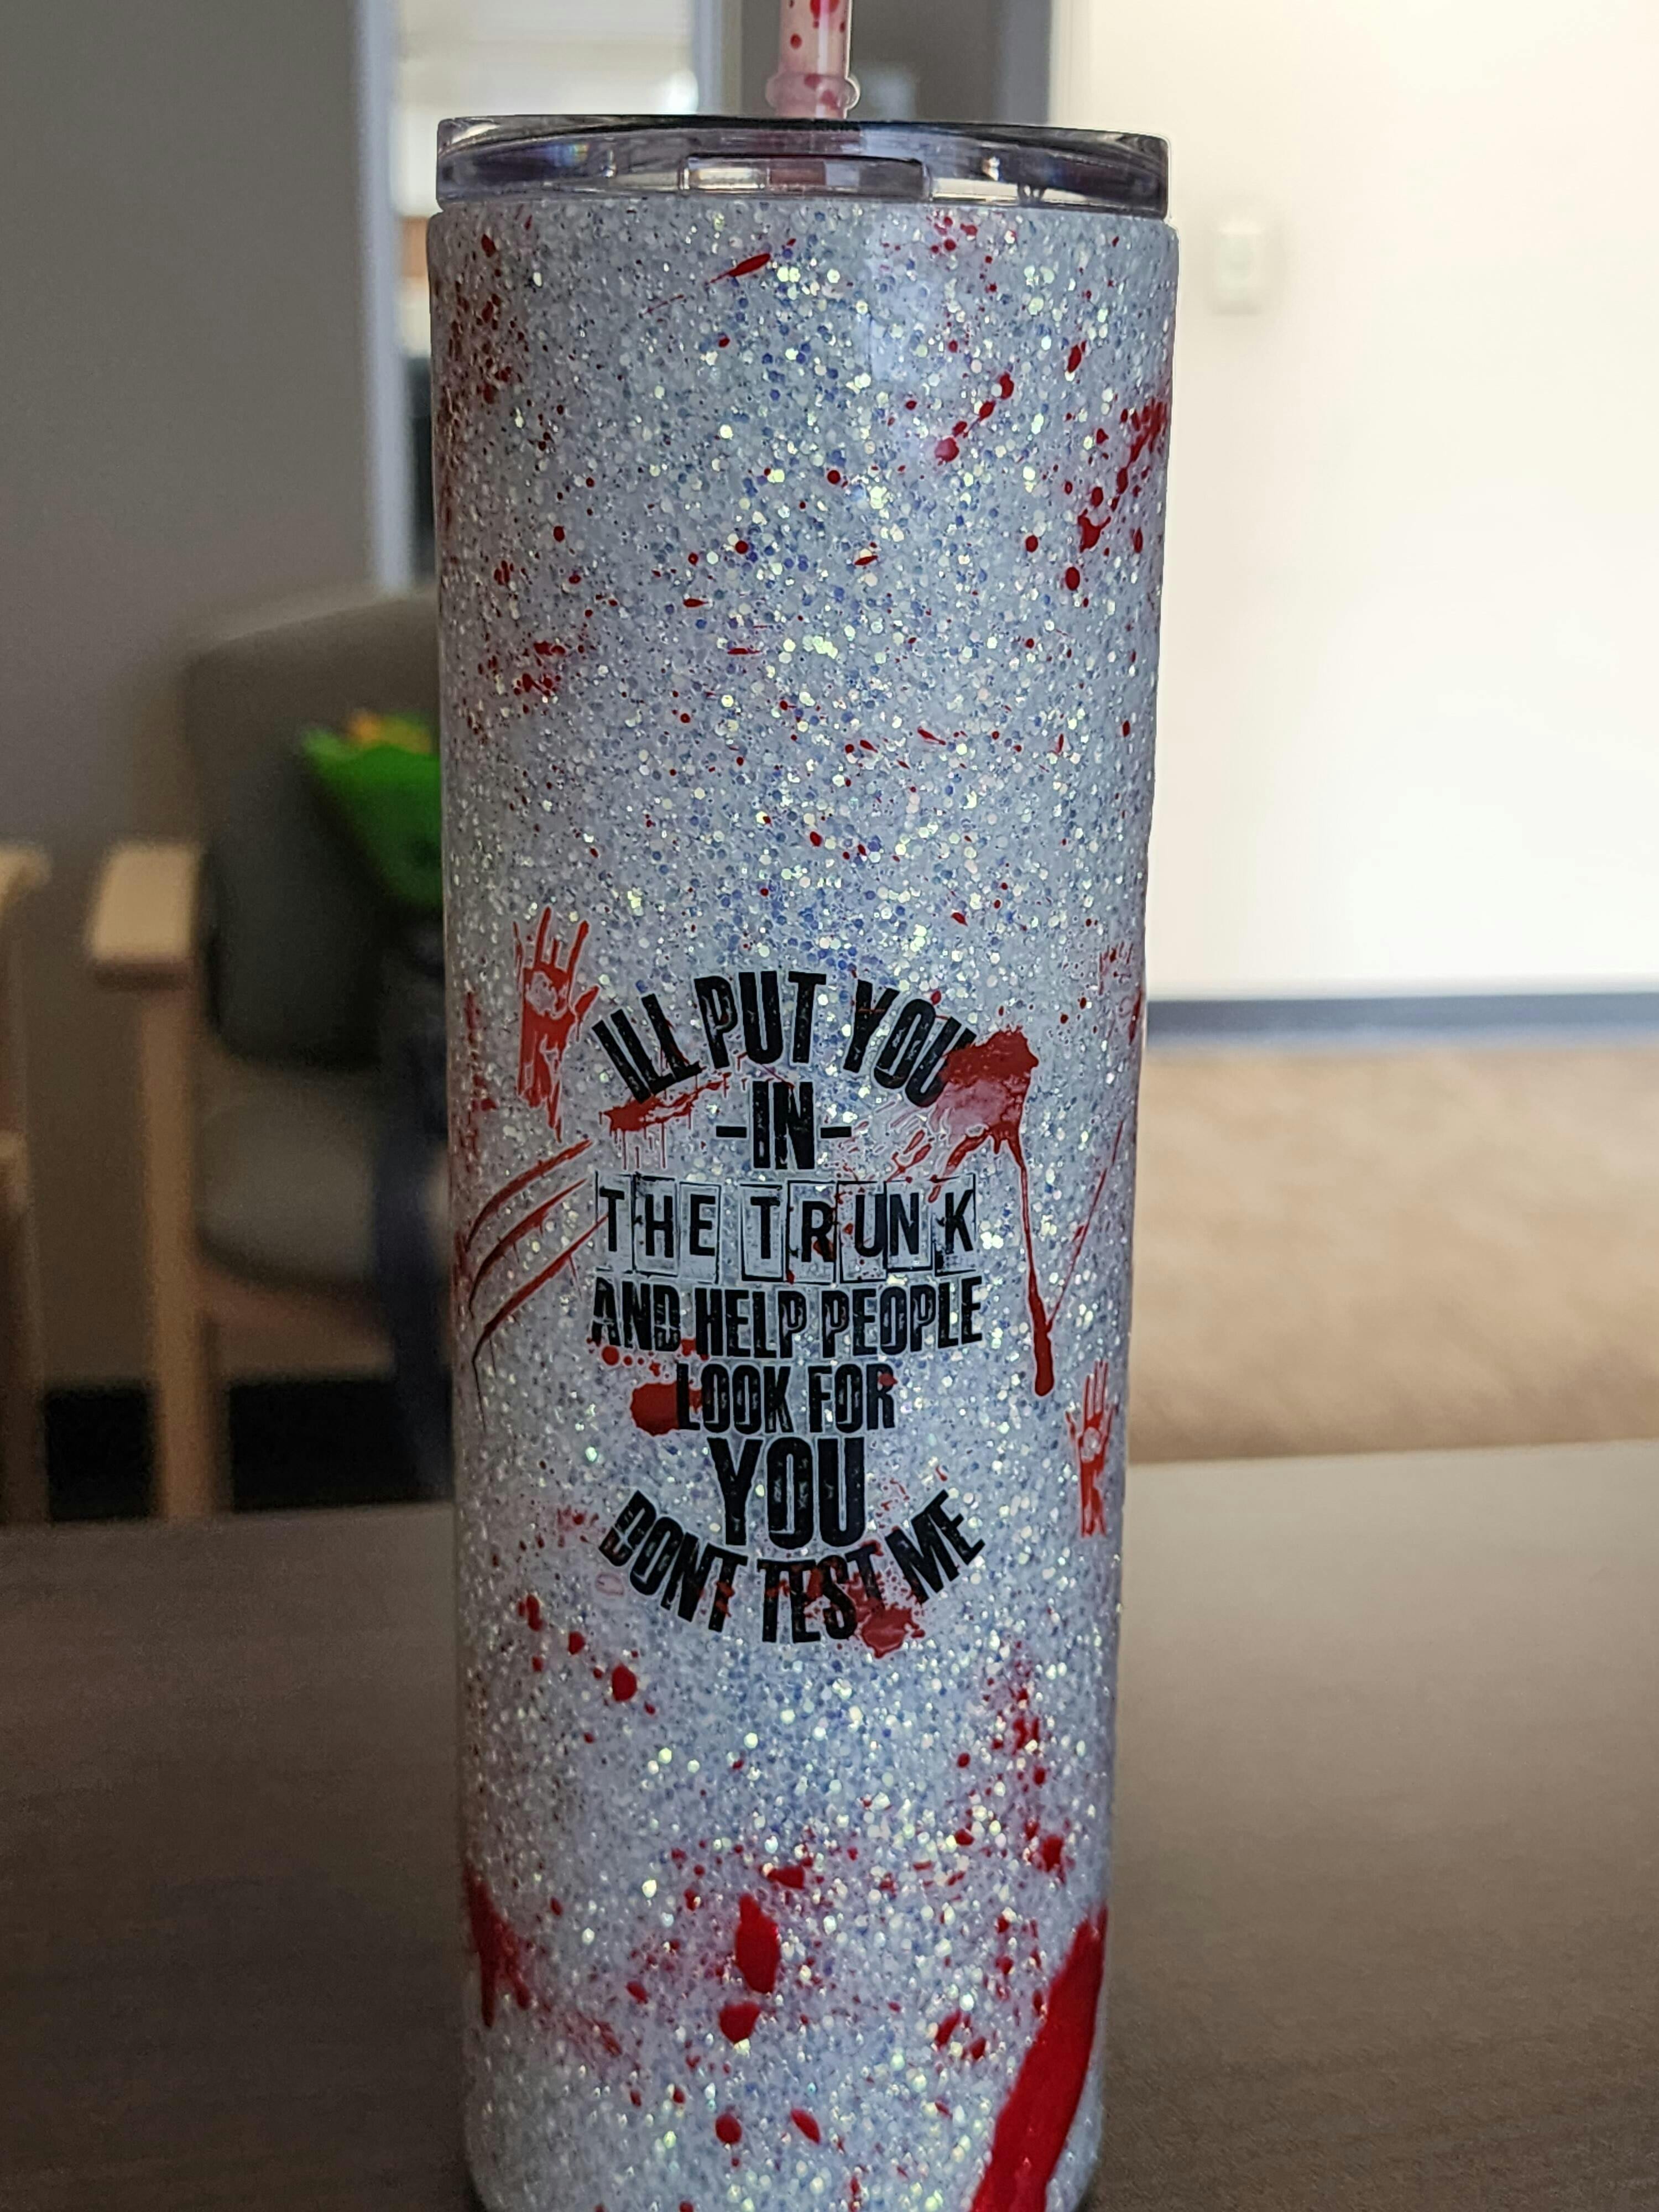 ILL PUT YOU
-IN-
THE TRUNK
AND HELP PEOPLE
LOOK FOR
YOU
DONT TEST ME